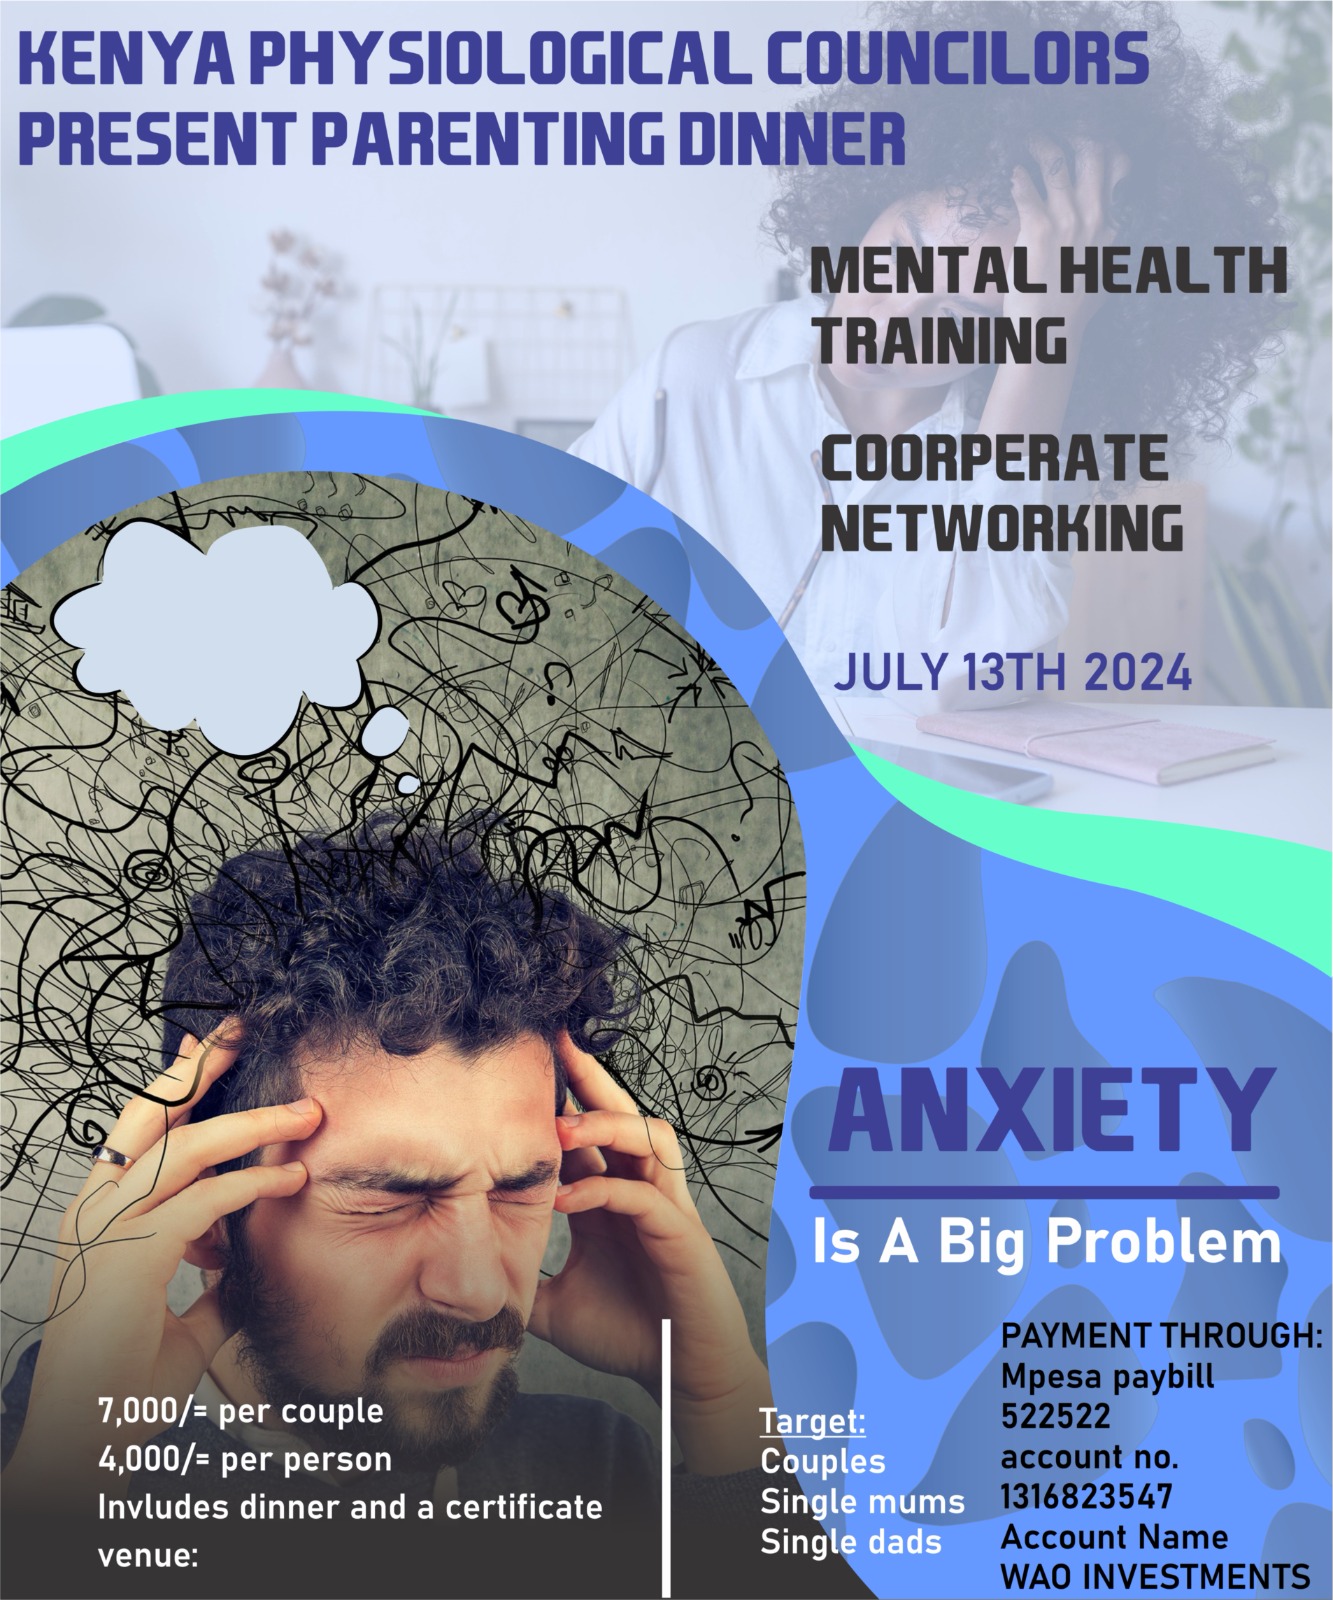 KENYA PHYSIOLOGICAL COUNCILORS
PRESENT PARENTING DINNER
MENTAL HEALTH
TRAINING
COORPERATE
NETWORKING
JULY 13TH 2024
ANXIETY
Is A Big Problem
7,000/= per couple
4,000/= per person
Invludes dinner and a certificate
venue:
Target:
Couples
Single mums
Single dads
PAYMENT THROUGH:
Mpesa paybill
522522
account no.
1316823547
Account Name
WAO INVESTMENTS